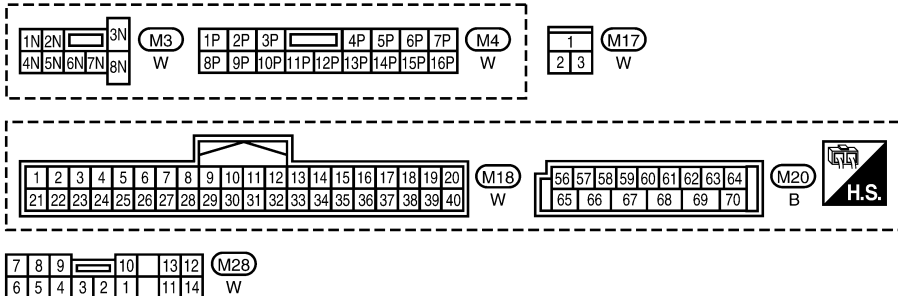 1N 2N 3N M3
4N 5N 6N 7N 8N W
1P 2P 3P 4P 5P 6P 7P M4
8P 9P 10P 11P 12P 13P 14P 15P 16P W
1 M17
2 3 W
1 2 3 4 5 6 7 8 9 10 11 12 13 14 15 16 17 18 19 20 M18
21 22 23 24 25 26 27 28 29 30 31 32 33 34 35 36 37 38 39 40 W
56 57 58 59 60 61 62 63 64 M20
65 66 67 68 69 70 B
H.S.
7 8 9 10 13 12 M28
6 5 4 3 2 1 11 14 W